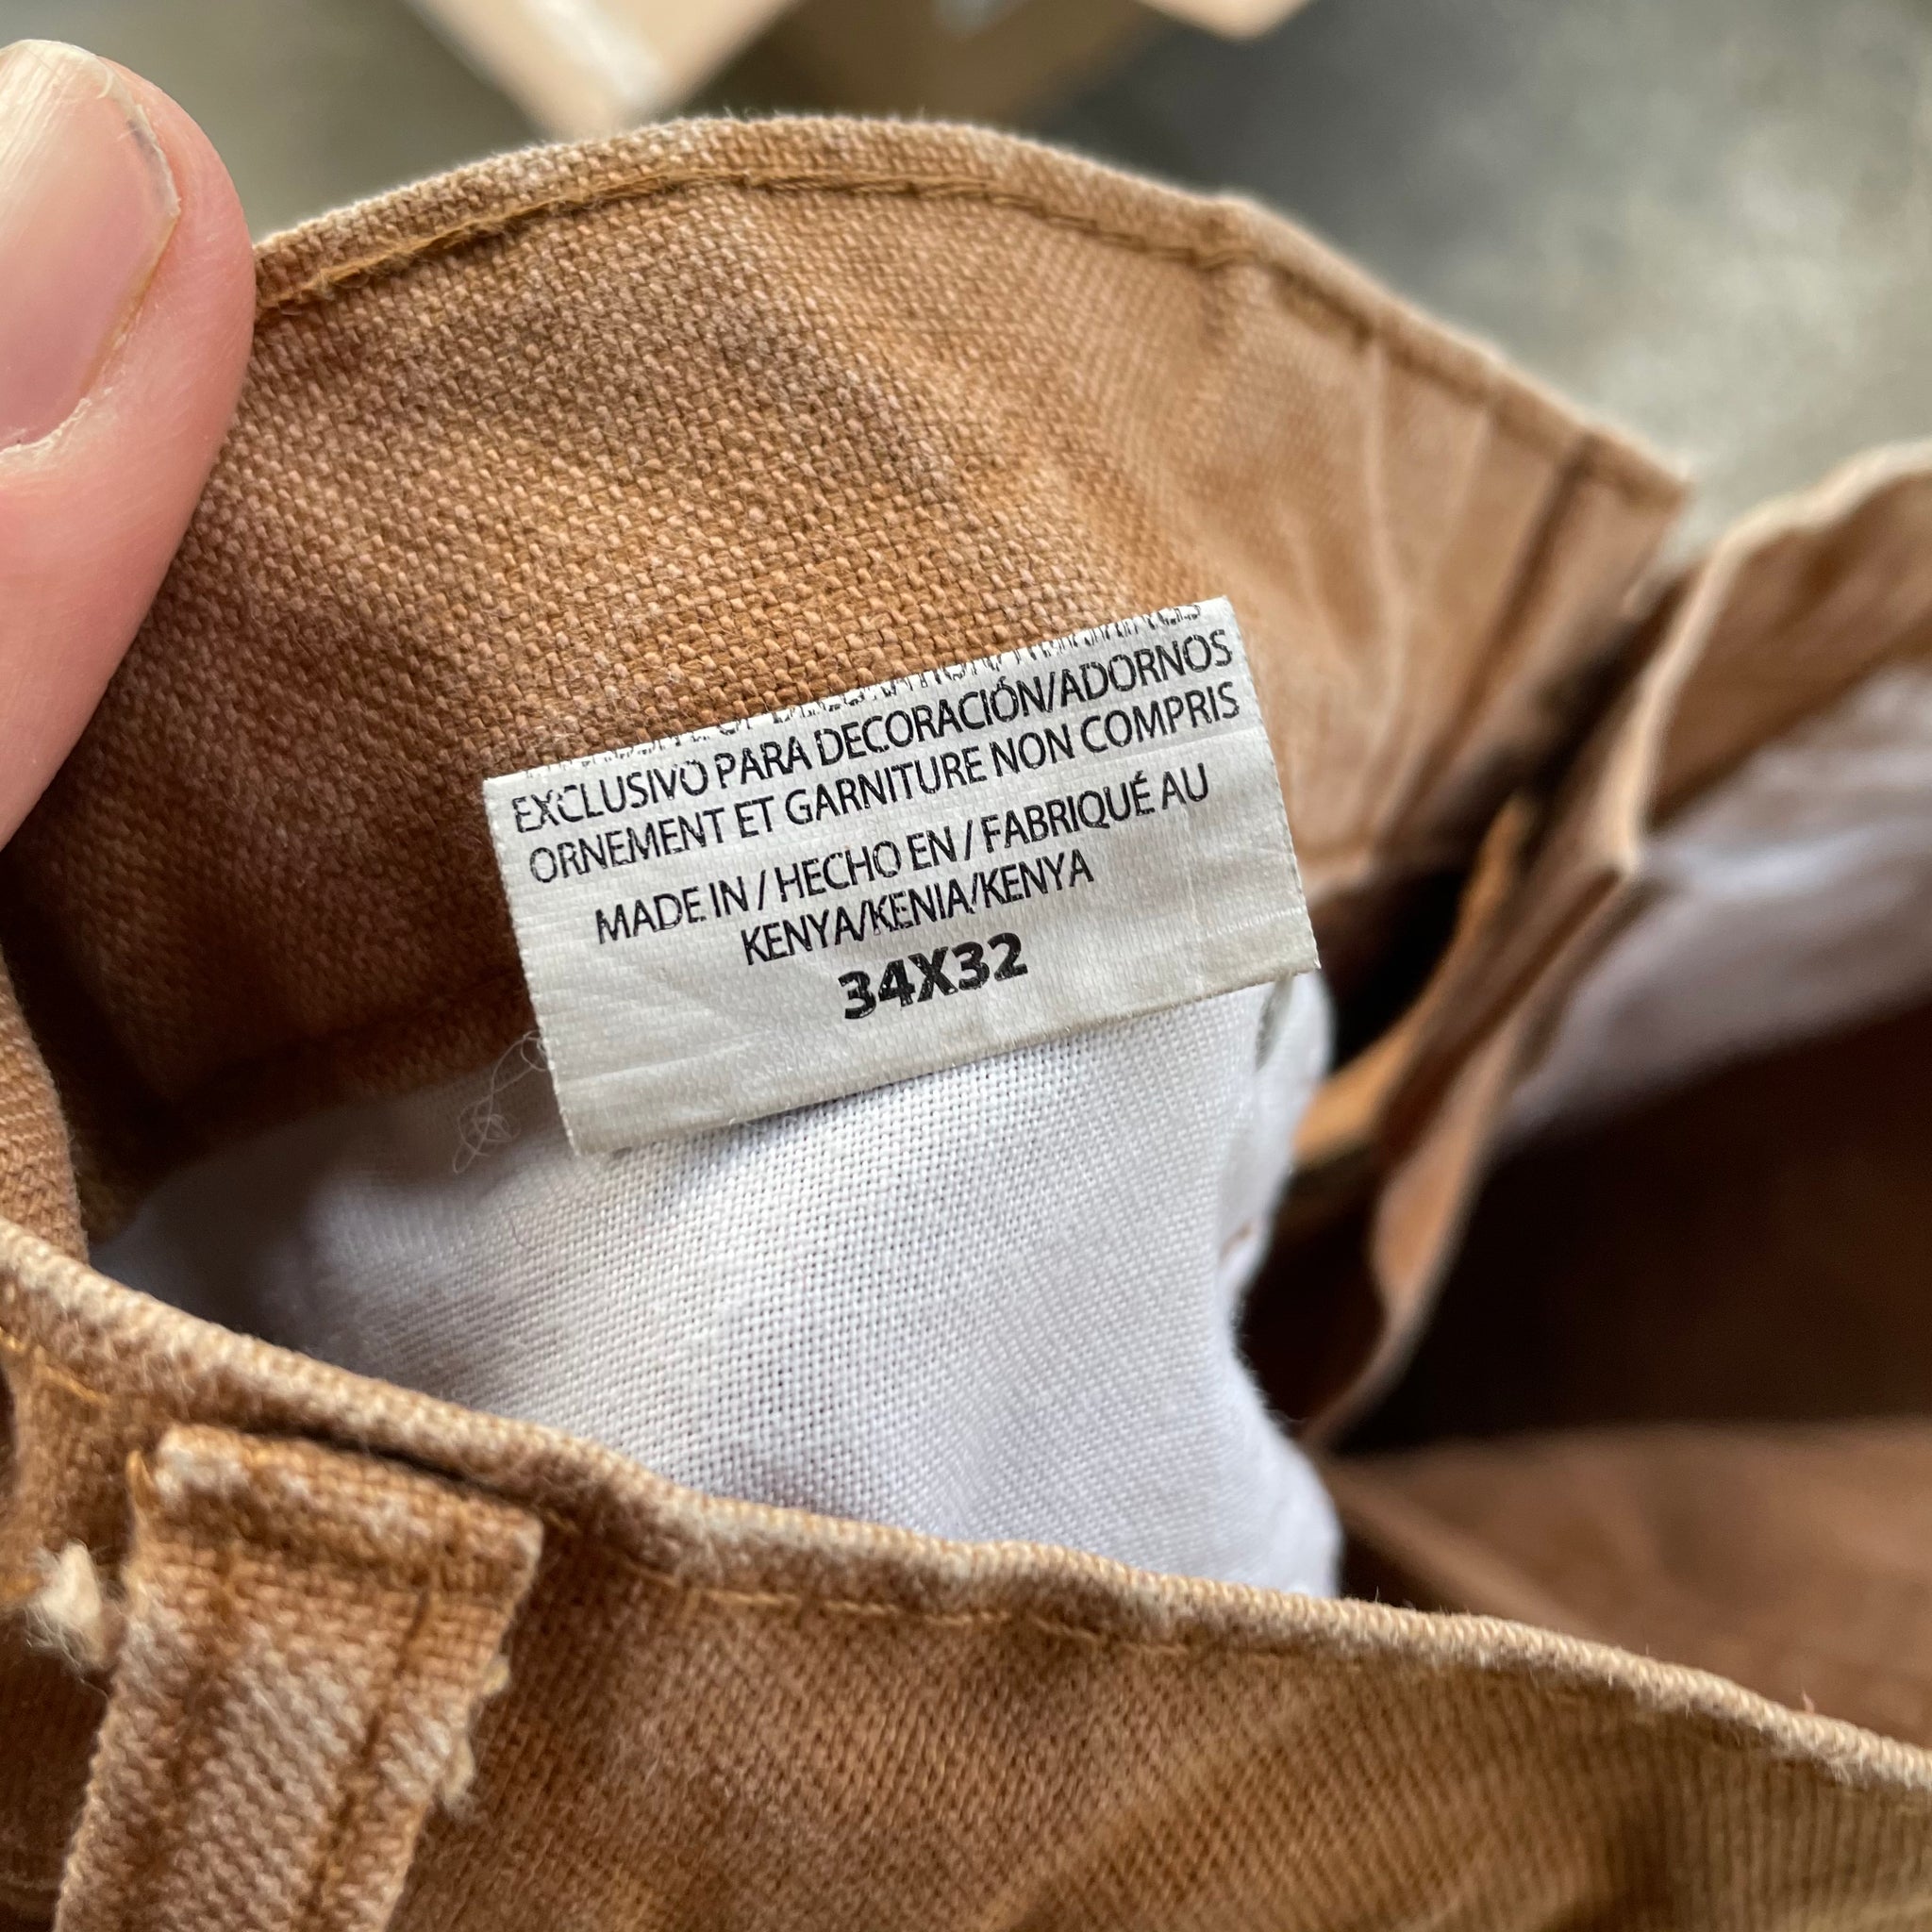 EXCLUSIVO PARA DECORACIÓN/ADORNOS
ORNEMENT ET GARNITURE NON COMPRIS
MADE IN / HECHO EN / FABRIQUÉ AU
KENYA/KENIA/KENYA
34X32